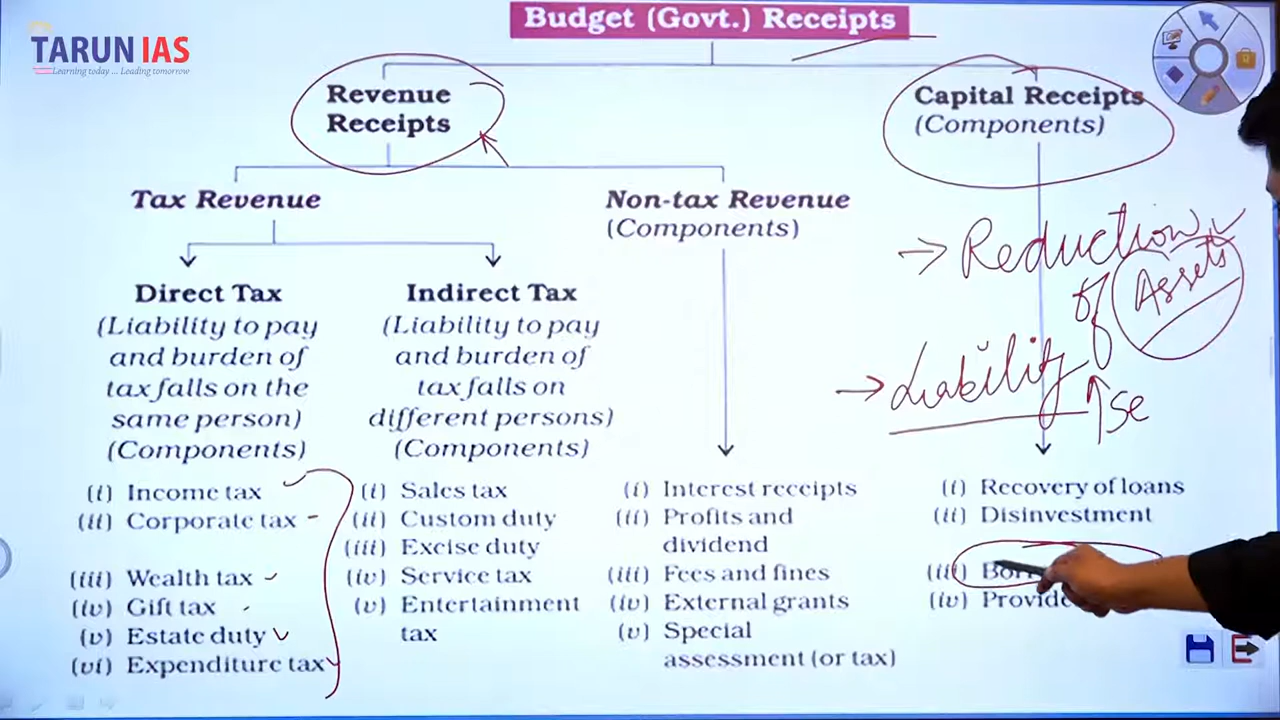 Budget (Govt.) Receipts
TARUN IAS
Learning today ... Leading tomorrow
Revenue
Receipts
Capital Receipts
(Components)
Tax Revenue
Non-tax Revenue
(Components)
→ Reduction
of Assets
→ Liability ↑se
Direct Tax
(Liability to pay
and burden of
tax falls on the
same person)
(Components)
Indirect Tax
(Liability to pay
and burden of
tax falls on
different persons)
(Components)
(i) Income tax
(ii) Corporate tax
(iii) Wealth tax
(iv) Gift tax
(v) Estate duty
(vi) Expenditure tax
(i) Sales tax
(ii) Custom duty
(iii) Excise duty
(iv) Service tax
(v) Entertainment
tax
(i) Interest receipts
(ii) Profits and
dividend
(iii) Fees and fines
(iv) External grants
(v) Special
assessment (or tax)
(i) Recovery of loans
(ii) Disinvestment
(iii)
(iv)